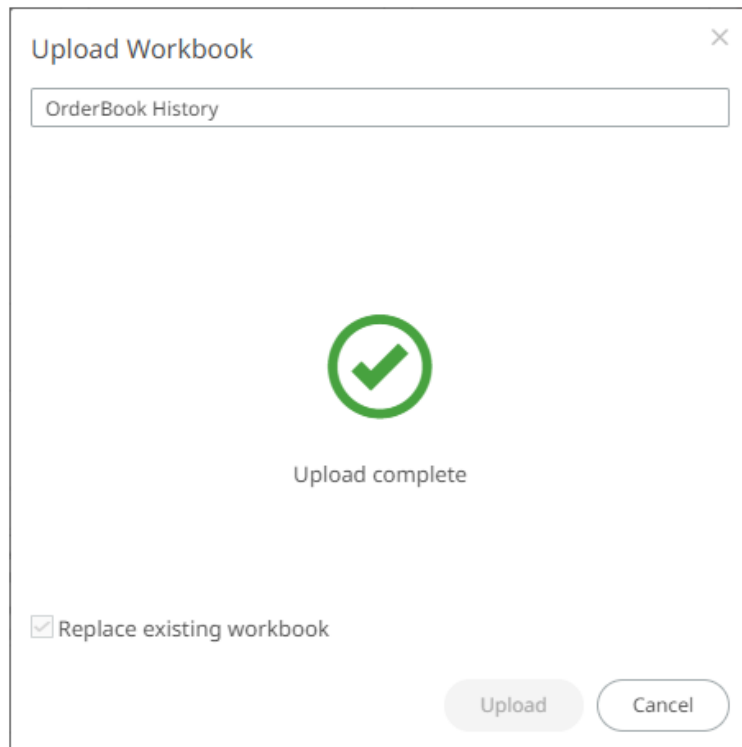 Upload Workbook
OrderBook History
Upload complete
Replace existing workbook
Upload
Cancel